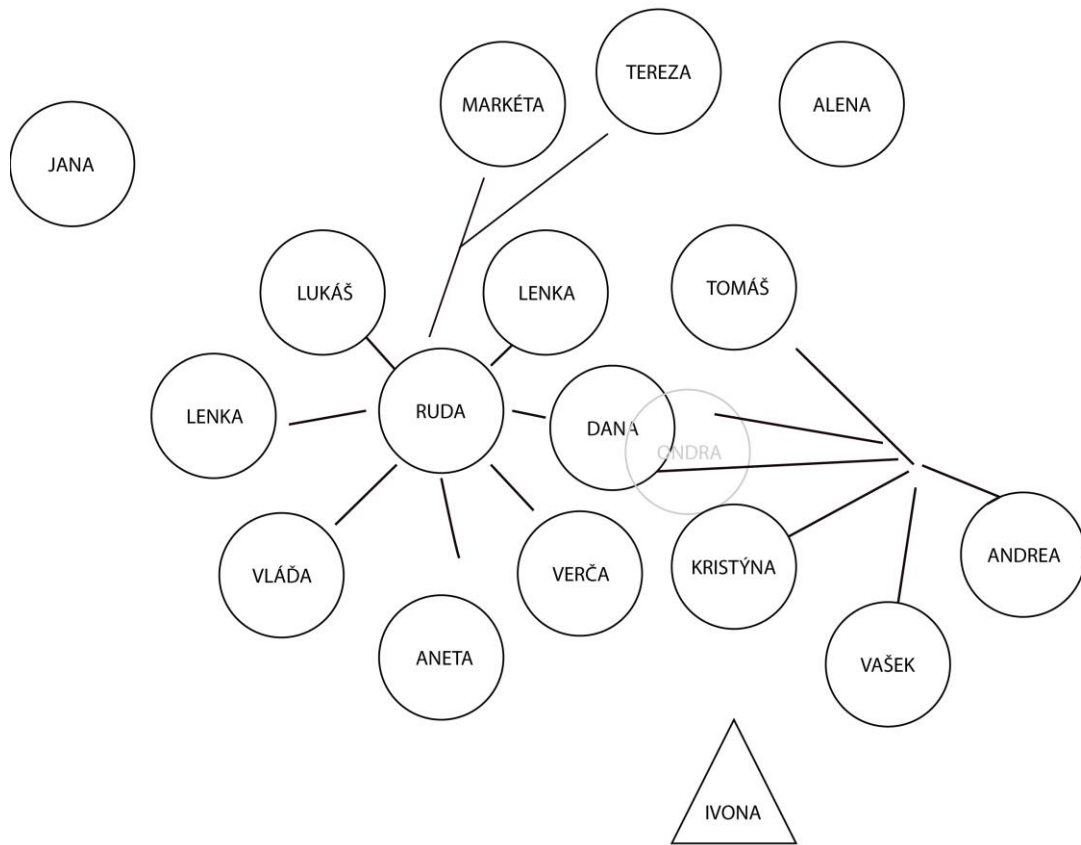 TEREZA
MARKÉTA
ALENA
JANA
LUKÁŠ
LENKA
TOMÁŠ
LENKA
RUDA
DANA
ONDRA
VLÁĎA
VERČA
KRISTÝNA
ANDREA
ANETA
VAŠEK
IVONA